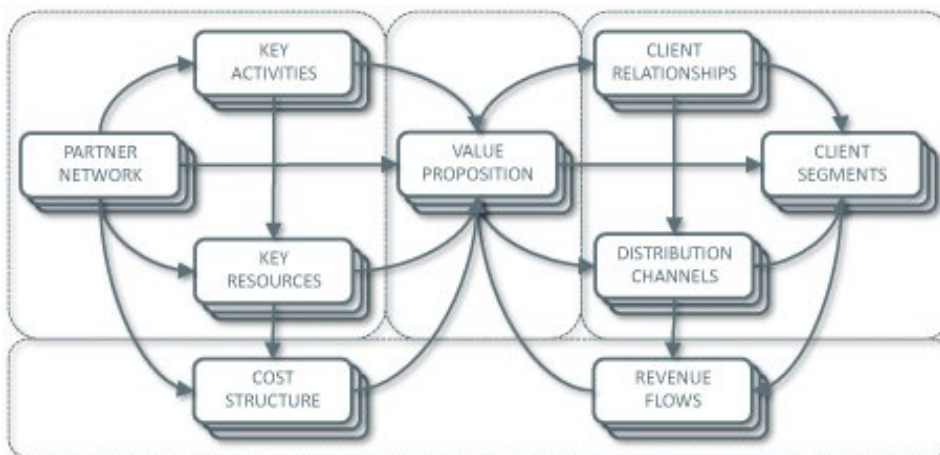 KEY
ACTIVITIES
CLIENT
RELATIONSHIPS
PARTNER
NETWORK
VALUE
PROPOSITION
CLIENT
SEGMENTS
KEY
RESOURCES
DISTRIBUTION
CHANNELS
COST
STRUCTURE
REVENUE
FLOWS